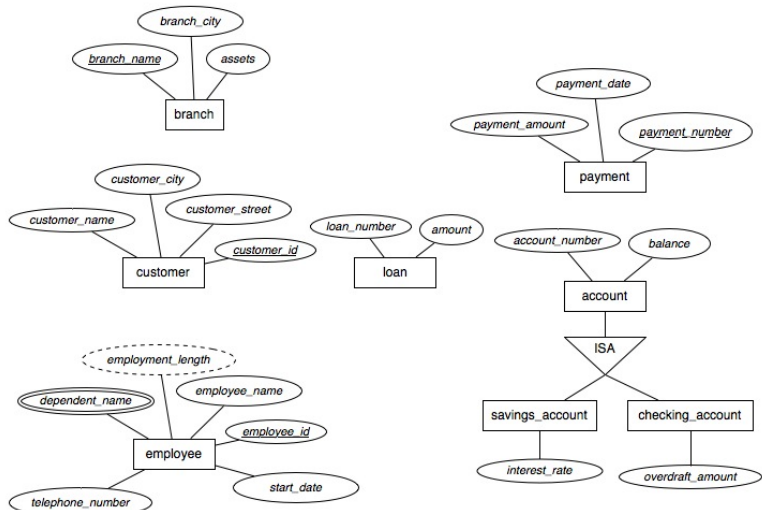 branch_city
branch_name
assets
branch
payment_date
payment_amount
payment_number
payment
customer_city
customer_name
customer_street
customer_id
customer
loan_number
amount
loan
account_number
balance
account
ISA
savings_account
checking_account
interest_rate
overdraft_amount
employment_length
dependent_name
employee_name
employee_id
employee
telephone_number
start_date